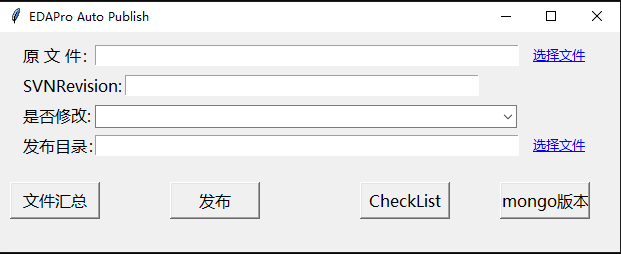 EDAPro Auto Publish
原 文 件： 选择文件
SVNRevision:
是否修改:
发布目录: 选择文件
文件汇总 发布 CheckList mongo版本